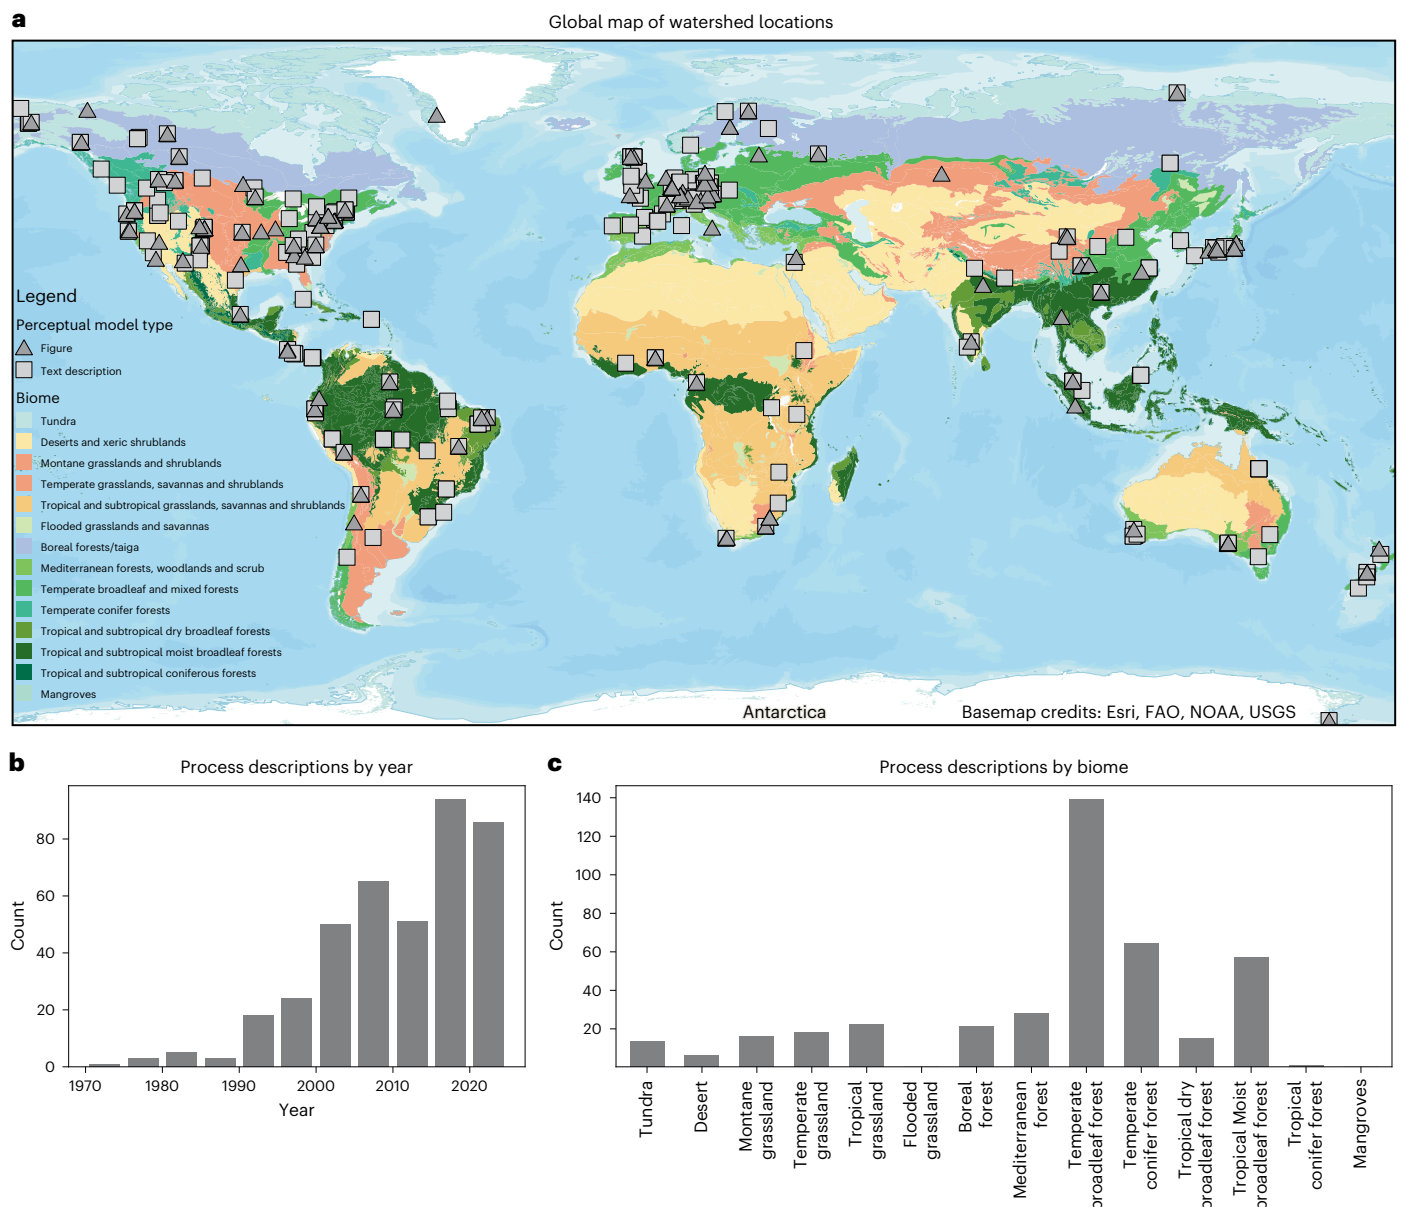 a
Global map of watershed locations
Legend
Perceptual model type
Figure
Text description
Biome
Tundra
Deserts and xeric shrublands
Montane grasslands and shrublands
Temperate grasslands, savannas and shrublands
Tropical and subtropical grasslands, savannas and shrublands
Flooded grasslands and savannas
Boreal forests/taiga
Mediterranean forests, woodlands and scrub
Temperate broadleaf and mixed forests
Temperate conifer forests
Tropical and subtropical dry broadleaf forests
Tropical and subtropical moist broadleaf forests
Tropical and subtropical coniferous forests
Mangroves
Antarctica
Basemap credits: Esri, FAO, NOAA, USGS
b
Process descriptions by year
Count
80
60
40
20
0
1970
1980
1990
2000
2010
2020
Year
c
Process descriptions by biome
Count
140
120
100
80
60
40
20
Tundra
Desert
Montane
grassland
Temperate
grassland
Tropical
grassland
Flooded
grassland
Boreal
forest
Mediterranean
forest
Temperate
broadleaf forest
Temperate
conifer forest
Tropical dry
broadleaf forest
Tropical Moist
broadleaf forest
Tropical
conifer forest
Mangroves